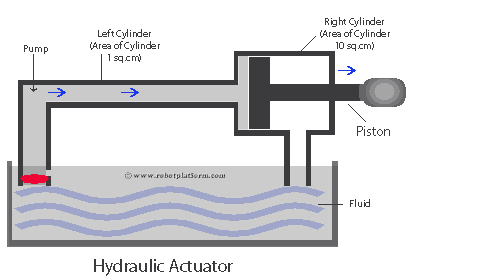 Right Cylinder
(Area of Cylinder
10 sq.cm)
Left Cylinder
(Area of Cylinder
1 sq.cm)
Pump
Piston
© www.robotplatform.com
Fluid
Hydraulic Actuator